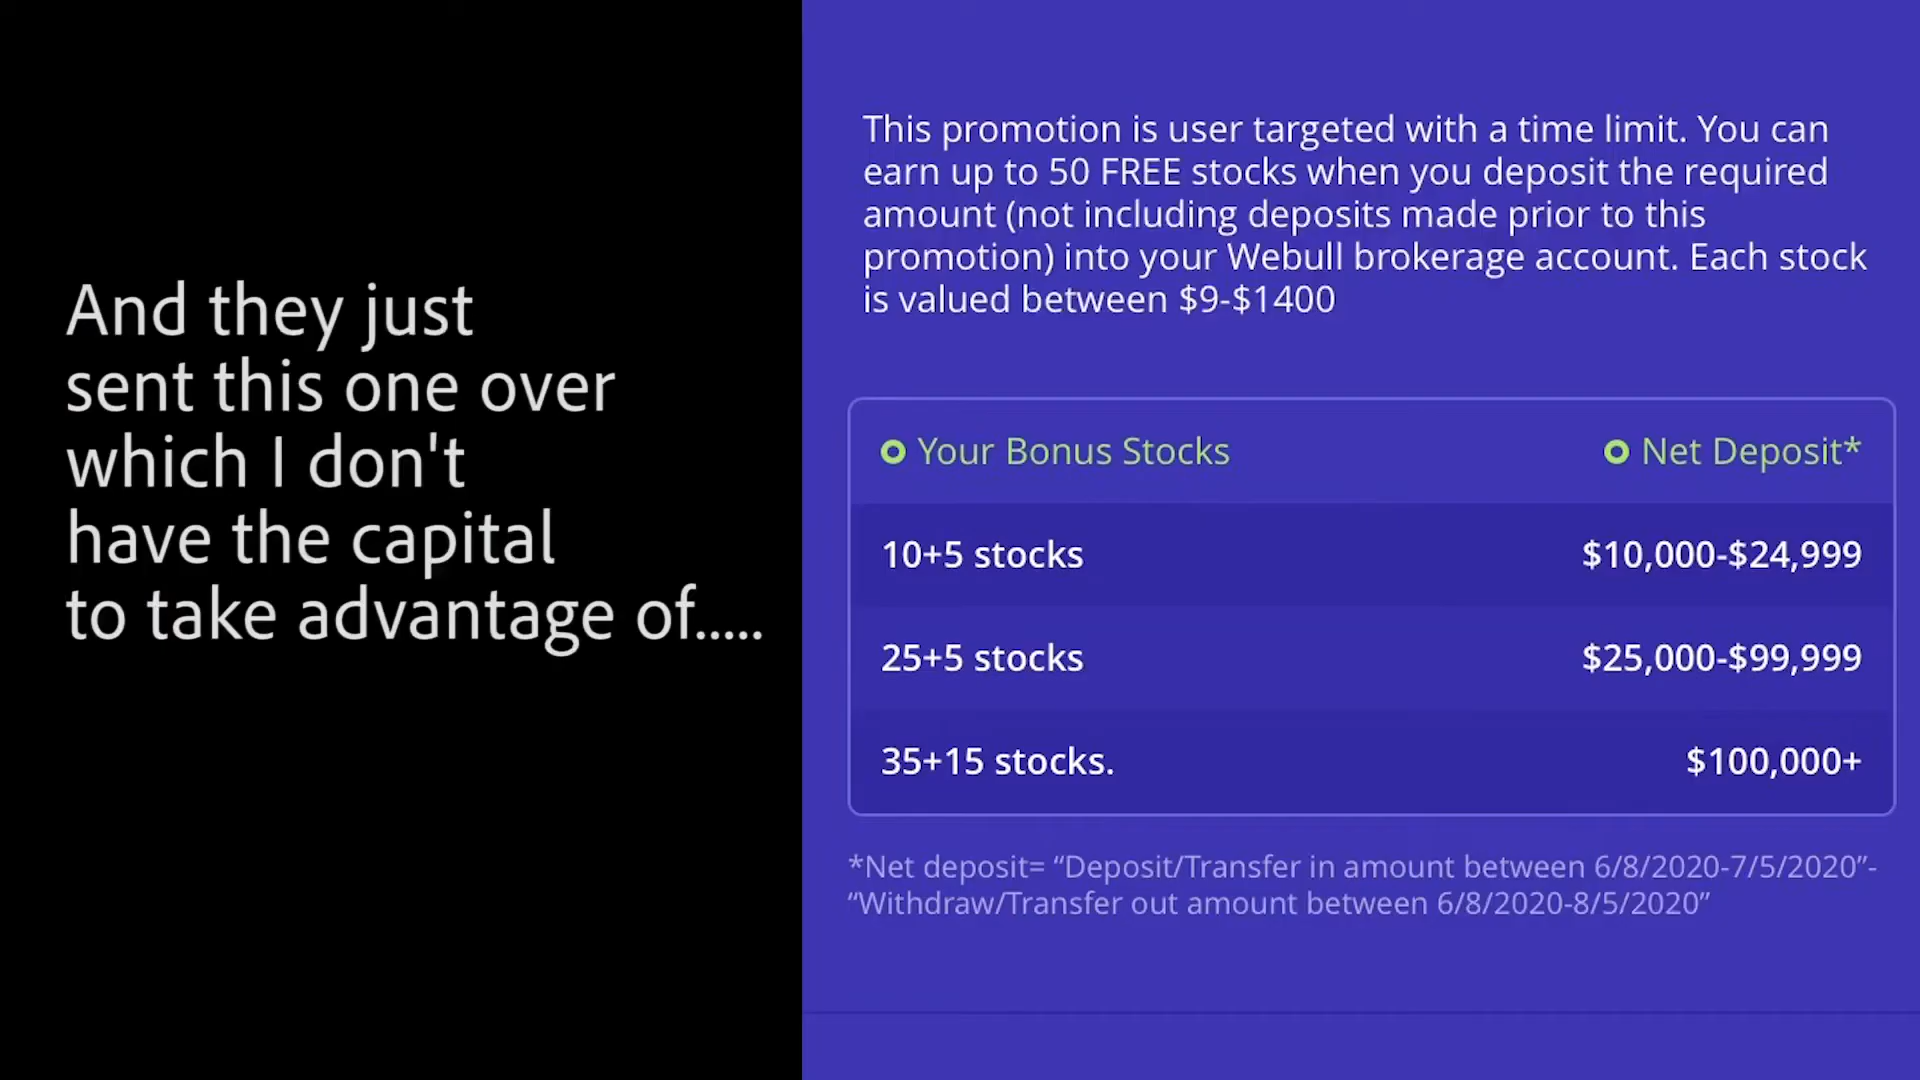 And they just
sent this one over
which I don't
have the capital
to take advantage of.....
This promotion is user targeted with a time limit. You can
earn up to 50 FREE stocks when you deposit the required
amount (not including deposits made prior to this
promotion) into your Webull brokerage account. Each stock
is valued between $9-$1400
Your Bonus Stocks Net Deposit*
10+5 stocks $10,000-$24,999
25+5 stocks $25,000-$99,999
35+15 stocks. $100,000+
*Net deposit= “Deposit/Transfer in amount between 6/8/2020-7/5/2020”-
“Withdraw/Transfer out amount between 6/8/2020-8/5/2020”